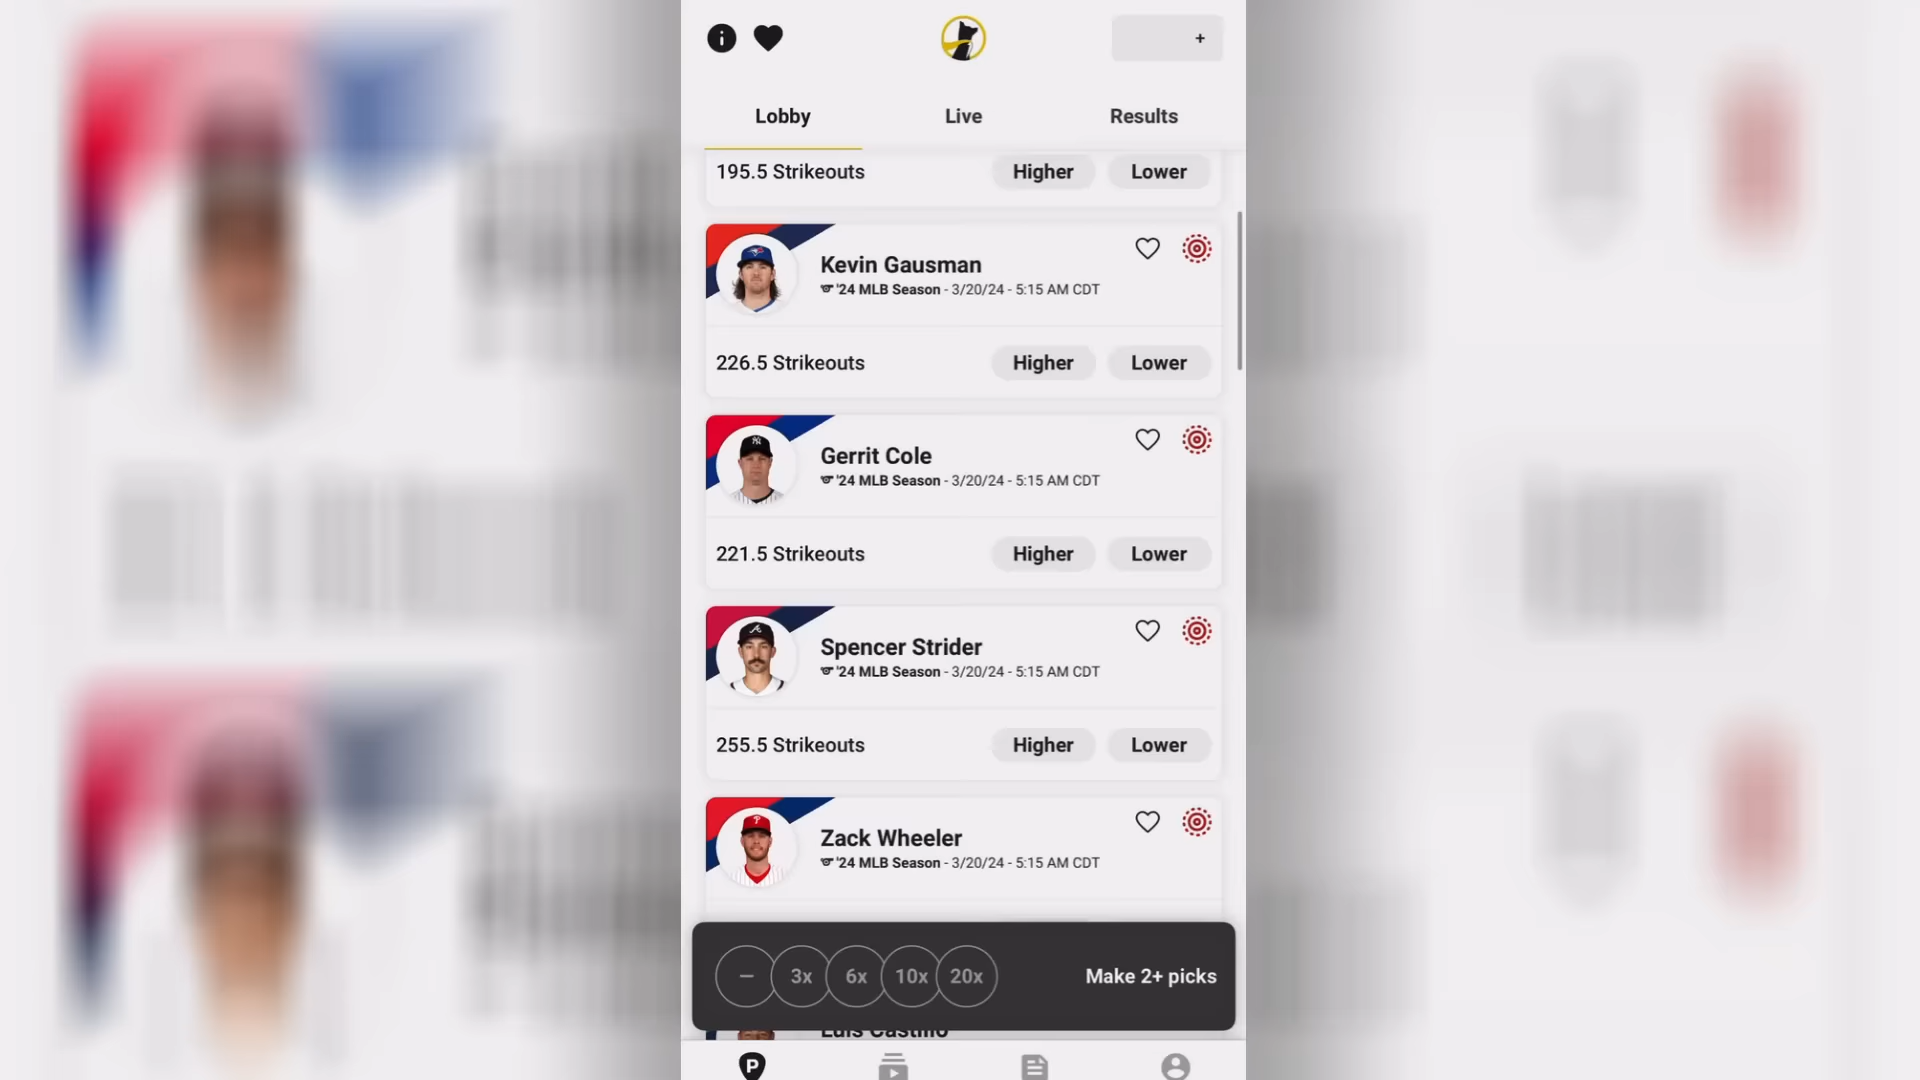 +
Lobby Live Results
195.5 Strikeouts Higher Lower
Kevin Gausman
'24 MLB Season - 3/20/24 - 5:15 AM CDT
226.5 Strikeouts Higher Lower
Gerrit Cole
'24 MLB Season - 3/20/24 - 5:15 AM CDT
221.5 Strikeouts Higher Lower
Spencer Strider
'24 MLB Season - 3/20/24 - 5:15 AM CDT
255.5 Strikeouts Higher Lower
Zack Wheeler
'24 MLB Season - 3/20/24 - 5:15 AM CDT
– 3x 6x 10x 20x Make 2+ picks
Luis Castillo
P